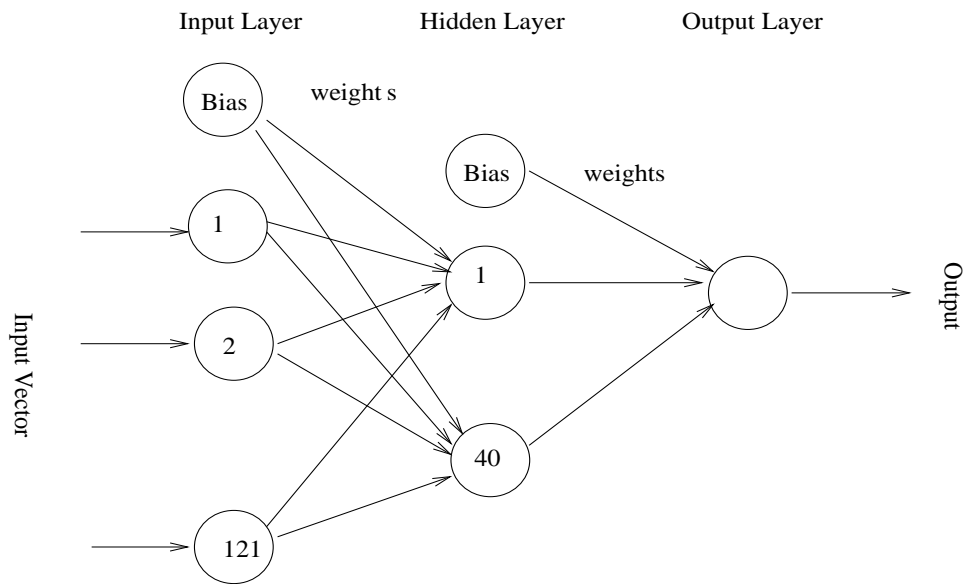 Input Layer
Hidden Layer
Output Layer
Bias
weight s
Bias
weights
1
1
2
40
121
Input Vector
Output